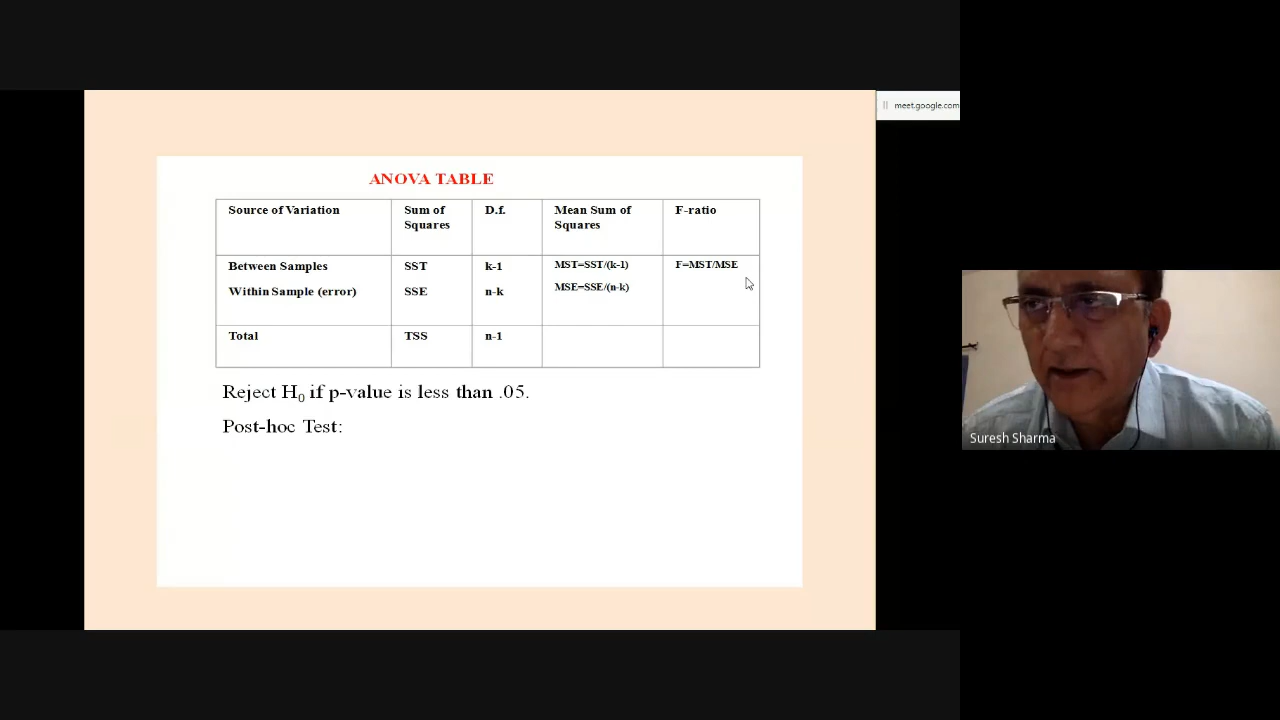 meet.google.com
ANOVA TABLE
Source of Variation Sum of Squares D.f. Mean Sum of Squares F-ratio
Between Samples SST k-1 MST=SST/(k-1) F=MST/MSE
Within Sample (error) SSE n-k MSE=SSE/(n-k)
Total TSS n-1
Reject H₀ if p-value is less than .05.
Post-hoc Test:
Suresh Sharma